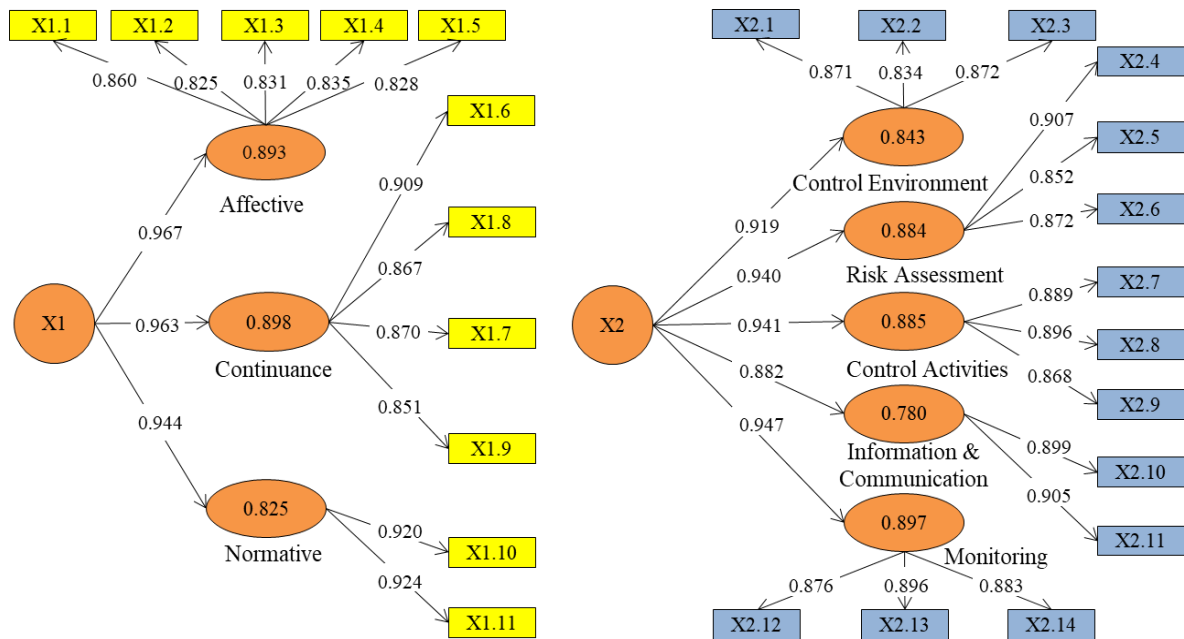 X1.1
X1.2
X1.3
X1.4
X1.5
0.860
0.825
0.831
0.835
0.828
X1.6
0.893
Affective
0.909
X1.8
0.967
0.867
X1
0.963
0.898
0.870
X1.7
Continuance
0.851
0.944
X1.9
0.825
Normative
0.920
X1.10
0.924
X1.11
X2.1
X2.2
X2.3
X2.4
0.871
0.834
0.872
0.907
X2.5
0.843
0.852
Control Environment
X2.6
0.919
0.872
0.884
0.940
Risk Assessment
X2.7
0.889
X2
0.941
0.885
0.896
X2.8
Control Activities
0.868
0.882
X2.9
0.780
0.947
0.899
Information &
Communication
X2.10
0.905
0.897
X2.11
Monitoring
0.876
0.896
0.883
X2.12
X2.13
X2.14